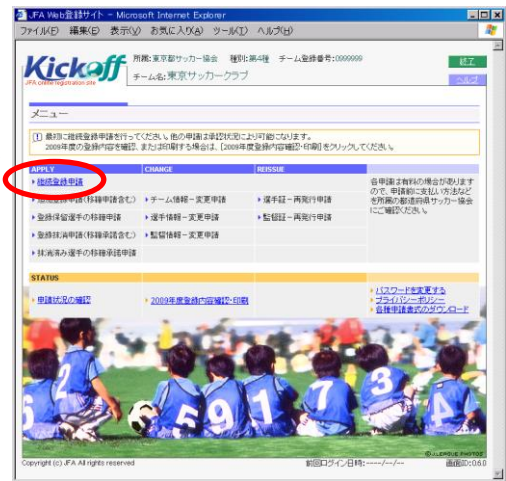 JFA Web登録サイト - Microsoft Internet Explorer
ファイル(F) 編集(E) 表示(V) お気に入り(A) ツール(T) ヘルプ(H)
Kickoff
JFA online registration site
所属:東京都サッカー協会 種別:第4種 チーム登録番号:0999999
チーム名:東京サッカークラブ
終了
ヘルプ
メニュー
最初に継続登録申請を行ってください。他の申請は承認状況により可能になります。
2009年度の登録内容を確認、または印刷する場合は、[2009年度登録内容確認・印刷]をクリックしてください。
APPLY CHANGE REISSUE
継続登録申請
追加登録申請(移籍申請含む) チーム情報－変更申請 選手証－再発行申請
登録保留選手の移籍申請 選手情報－変更申請 監督証－再発行申請
登録抹消申請(移籍承諾含む) 監督情報－変更申請
抹消済み選手の移籍承諾申請
各申請は有料の場合があります
ので、申請前に支払い方法など
を所属の都道府県サッカー協会
にご確認ください。
STATUS
申請状況の確認 2009年度登録内容確認・印刷
パスワードを変更する
プライバシーポリシー
各種申請書式のダウンロード
2 5 9 1 3 A
©J.LEAGUE PHOTOS
Copyright (c) JFA All rights reserved 前回ログイン日時:----/--/-- 画面ID:060